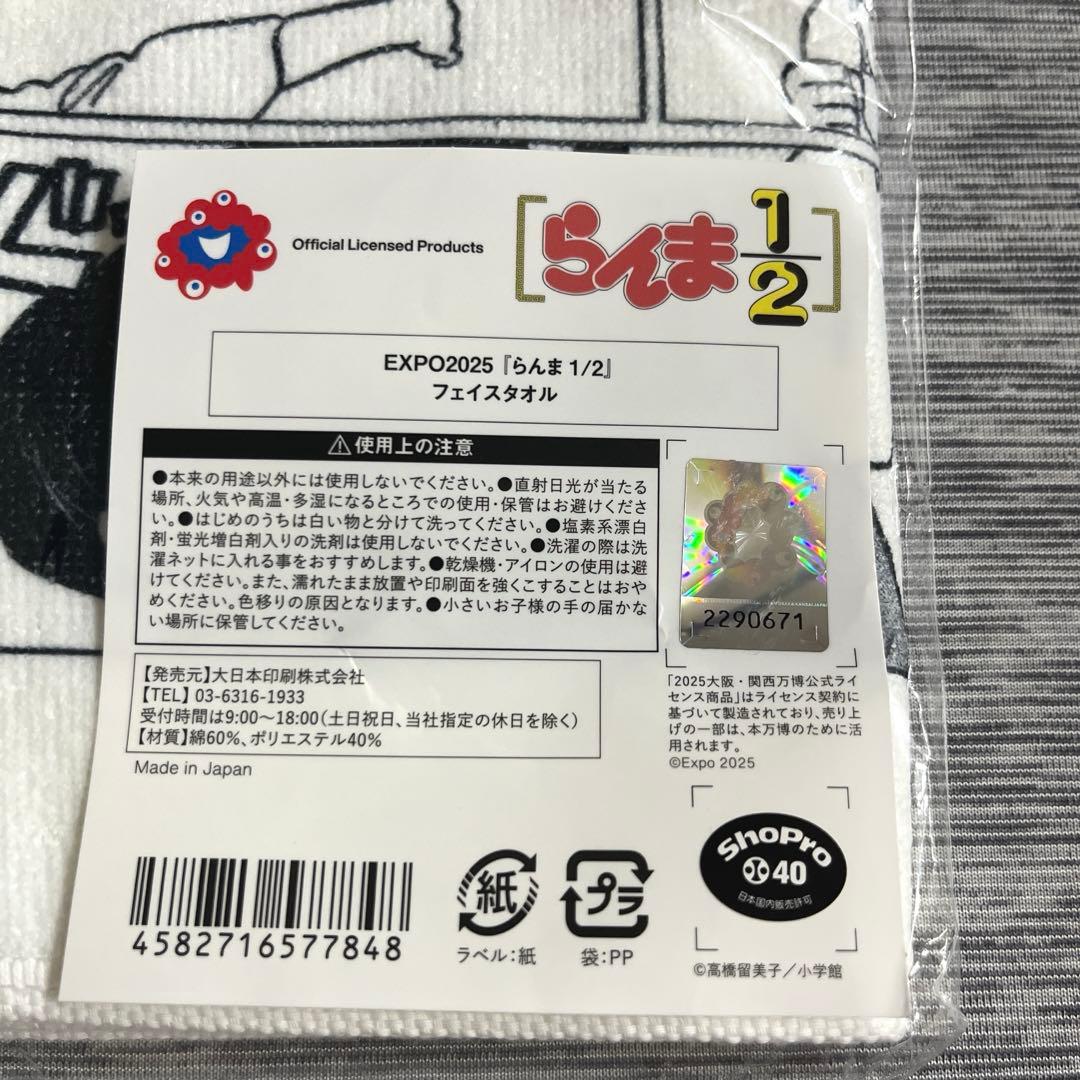 Official Licensed Products
らんま
1
2
EXPO2025『らんま 1/2』
フェイスタオル
⚠使用上の注意
●本来の用途以外には使用しないでください。●直射日光が当たる
場所、火気や高温・多湿になるところでの使用・保管はお避けくださ
い。●はじめのうちは白い物と分けて洗ってください。●塩素系漂白
剤・蛍光増白剤入りの洗剤は使用しないでください。●洗濯の際は洗
濯ネットに入れる事をおすすめします。●乾燥機・アイロンの使用は避
けてください。また、濡れたまま放置や印刷面を強くこすることはおや
めください。色移りの原因となります。●小さいお子様の手の届かな
い場所に保管してください。
2290671
【発売元】大日本印刷株式会社
【TEL】03-6316-1933
受付時間は9:00〜18:00(土日祝日、当社指定の休日を除く)
【材質】綿60%、ポリエステル40%
Made in Japan
「2025大阪・関西万博公式ライ
センス商品」はライセンス契約に
基づいて製造されており、売り上
げの一部は、本万博のために活
用されます。
©Expo 2025
4582716577848
紙
ラベル:紙
プラ
袋:PP
ShoPro
40
日本国内販売許可
©高橋留美子/小学館